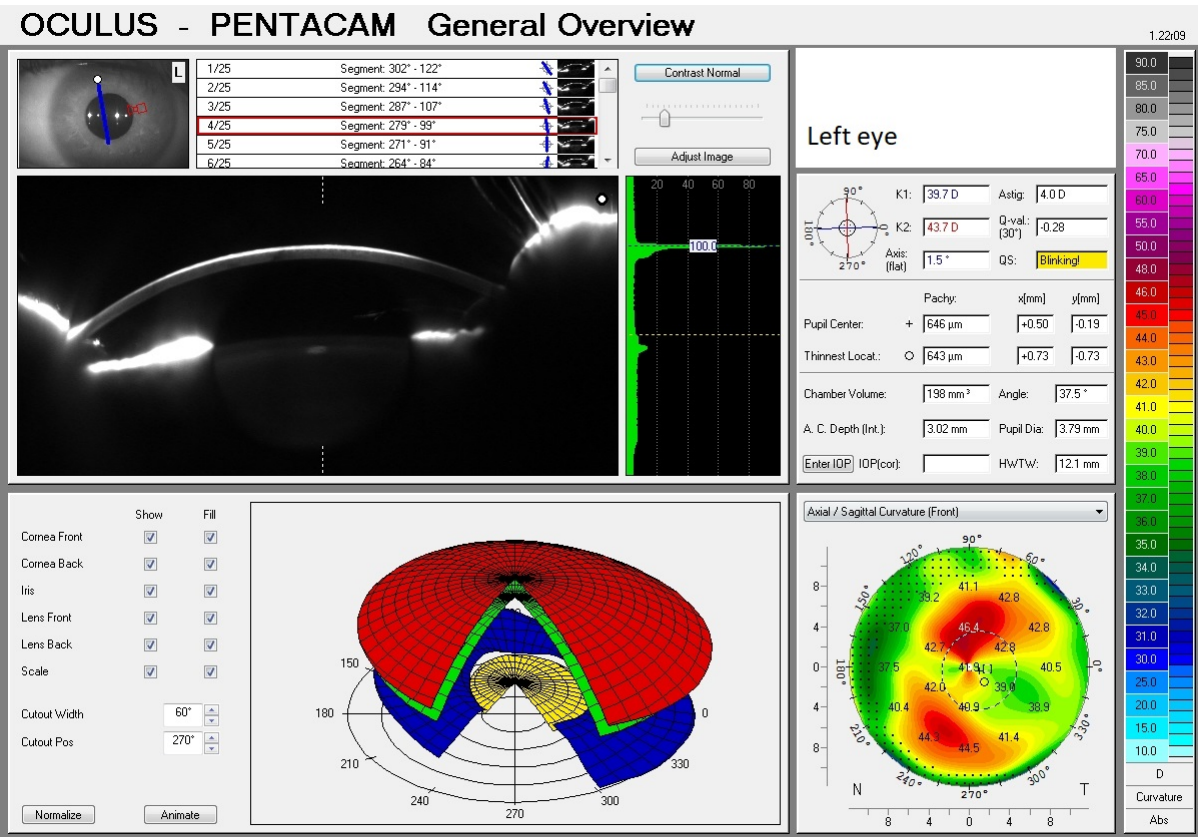 OCULUS - PENTACAM General Overview
1.22r09
L
1/25 Segment: 302° - 122°
2/25 Segment: 294° - 114°
3/25 Segment: 287° - 107°
4/25 Segment: 279° - 99°
5/25 Segment: 271° - 91°
6/25 Segment: 264° - 84°
Contrast Normal
Adjust Image
20 40 60 80
100.0
Left eye
90°
180° 0°
270°
K1: 39.7 D Astig: 4.0 D
K2: 43.7 D Q-val.: (30°) -0.28
Axis: (flat) 1.5 ° QS: Blinking!
Pachy: x[mm] y[mm]
Pupil Center: + 646 µm +0.50 -0.19
Thinnest Locat.: O 643 µm +0.73 -0.73
Chamber Volume: 198 mm³ Angle: 37.5 °
A. C. Depth (Int.): 3.02 mm Pupil Dia: 3.79 mm
Enter IOP IOP(cor): HWTW: 12.1 mm
Show Fill
Cornea Front
Cornea Back
Iris
Lens Front
Lens Back
Scale
Cutout Width 60°
Cutout Pos 270°
Normalize Animate
150
180 0
210 330
240 300
270
Axial / Sagittal Curvature (Front)
90°
120° 60°
150° 30°
180° 0°
210° 330°
240° 300°
270°
8
4
0
4
8
41.1
39.2 42.8
37.0 46.4 42.8
42.7 42.8
37.5 41.9 40.5
42.0 39.0
40.4 40.9 38.9
44.3 44.5 41.4
N T
8 4 0 4 8
90.0
85.0
80.0
75.0
70.0
65.0
60.0
55.0
50.0
48.0
46.0
45.0
44.0
43.0
42.0
41.0
40.0
39.0
38.0
37.0
36.0
35.0
34.0
33.0
32.0
31.0
30.0
25.0
20.0
15.0
10.0
D
Curvature
Abs